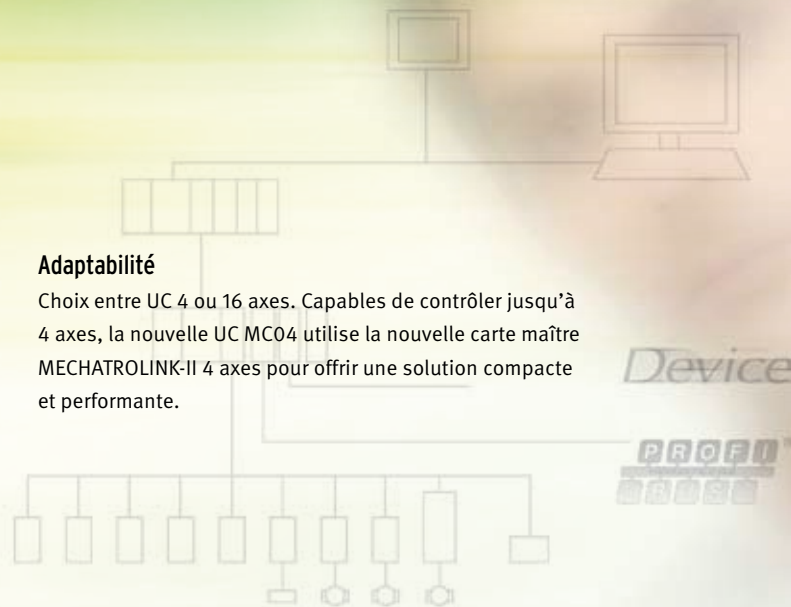 Adaptabilité
Choix entre UC 4 ou 16 axes. Capables de contrôler jusqu'à
4 axes, la nouvelle UC MC04 utilise la nouvelle carte maître
MECHATROLINK-II 4 axes pour offrir une solution compacte
et performante.
Device
PROFI